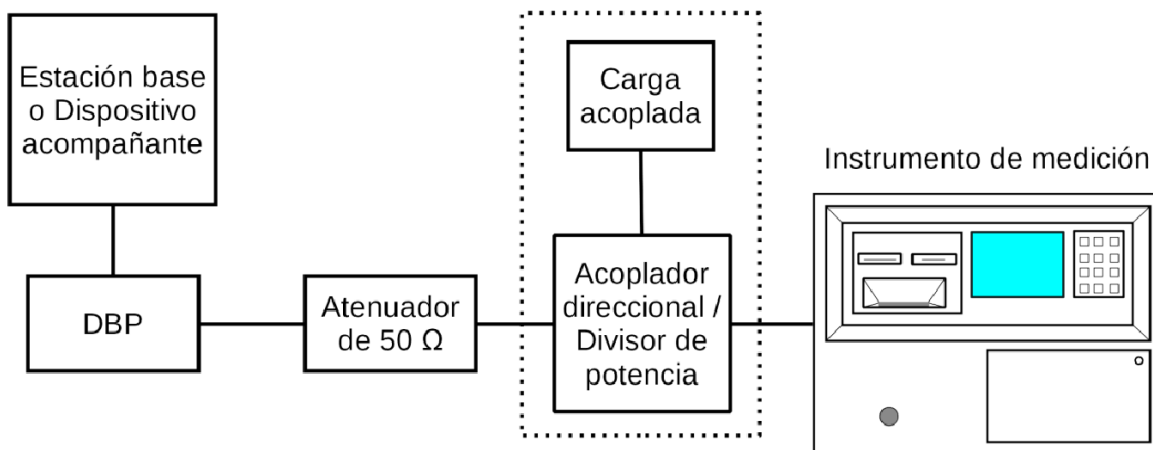 Estación base
o Dispositivo
acompañante
Carga
acoplada
Instrumento de medición
DBP
Atenuador
de 50 Ω
Acoplador
direccional /
Divisor de
potencia